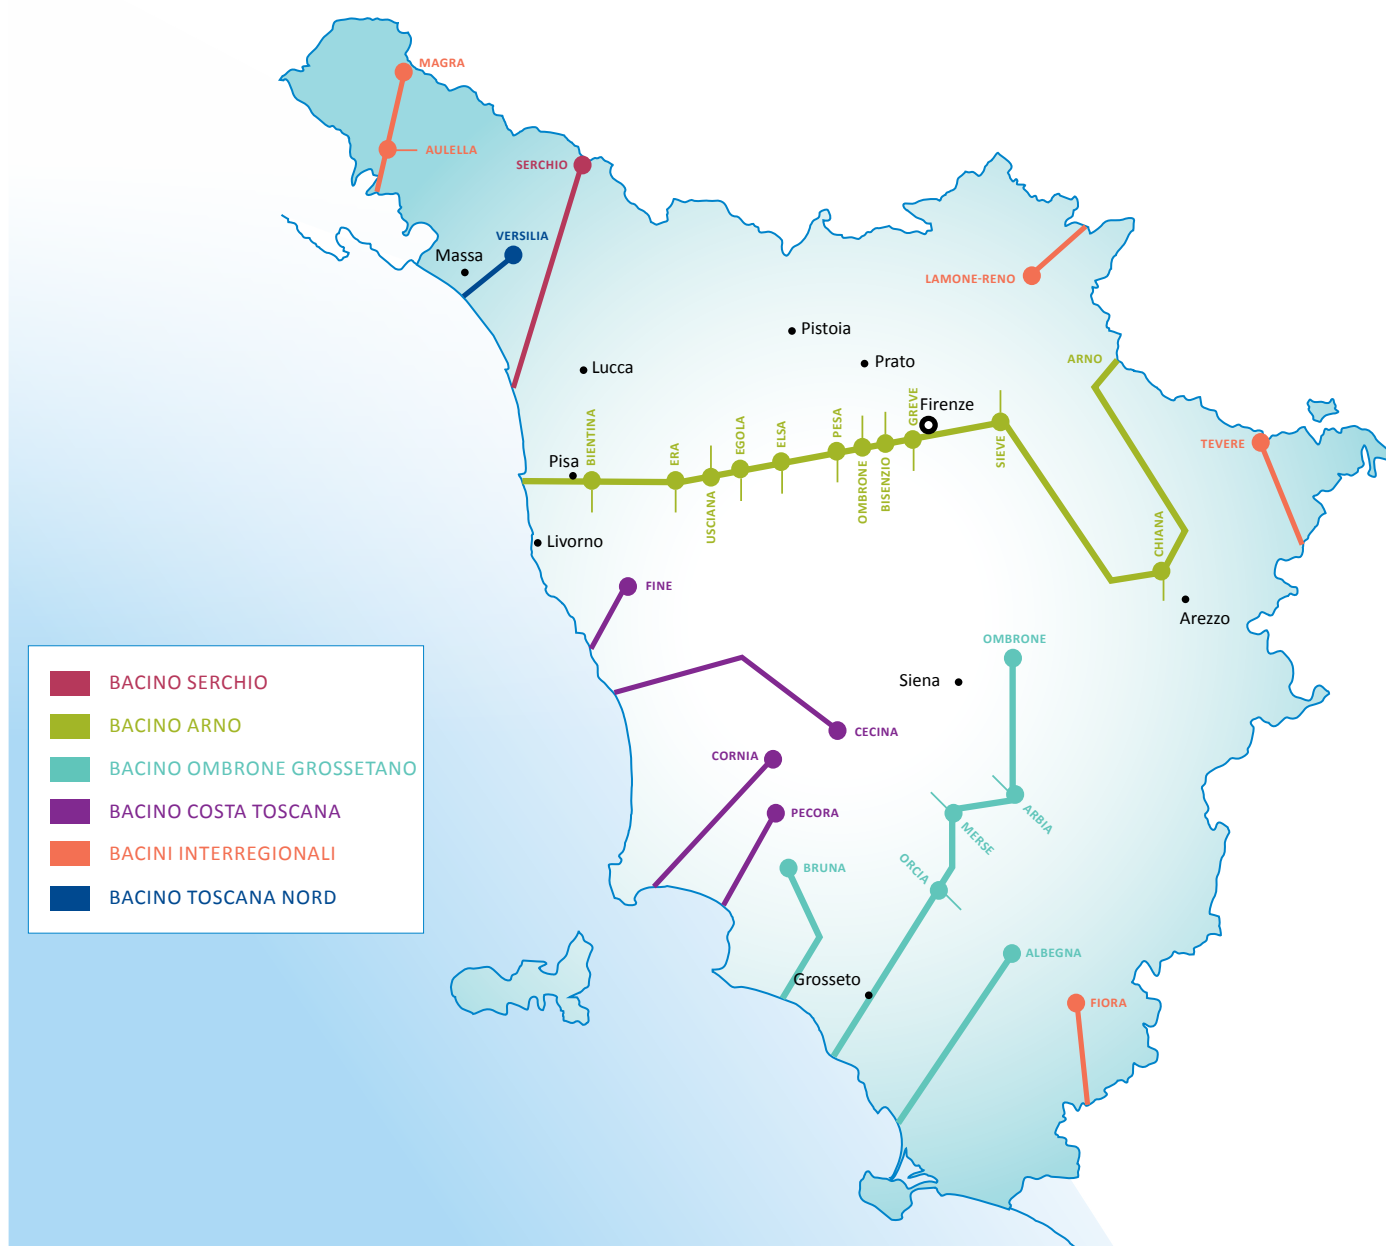 MAGRA
AULELLA
SERCHIO
VERSILIA
Massa
LAMONE-RENO
Pistoia
Prato
Lucca
ARNO
Firenze
GREVE
TEVERE
SIEVE
PESA
ELSA
EGOLA
BIENTINA
ERA
USCIANA
OMBRONE
BISENZIO
Pisa
CHIANA
Livorno
FINE
Arezzo
OMBRONE
Siena
CECINA
CORNIA
PECORA
ARBIA
MERSE
ORCIA
BRUNA
ALBEGNA
Grosseto
FIORA
BACINO SERCHIO
BACINO ARNO
BACINO OMBRONE GROSSETANO
BACINO COSTA TOSCANA
BACINI INTERREGIONALI
BACINO TOSCANA NORD